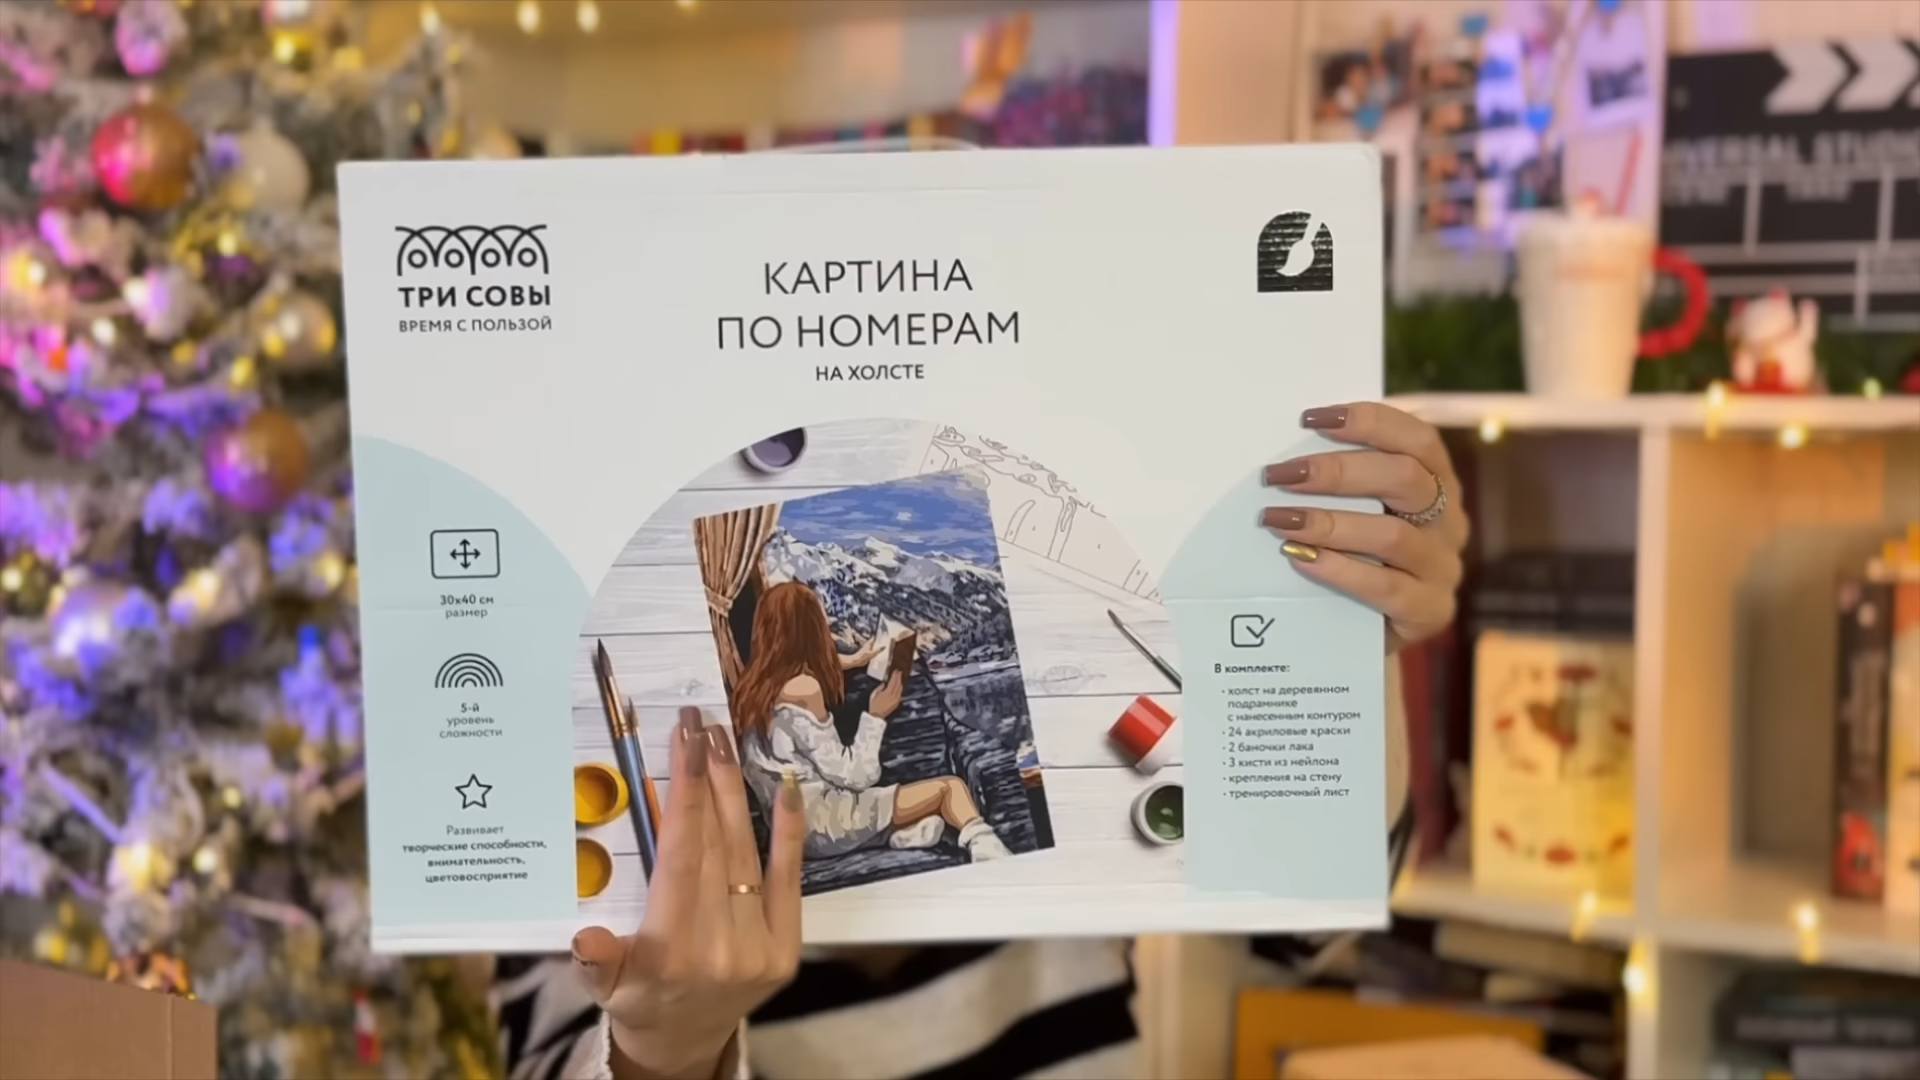 ТРИ СОВЫ
ВРЕМЯ С ПОЛЬЗОЙ
КАРТИНА
ПО НОМЕРАМ
НА ХОЛСТЕ
30х40 см
размер
5-й
уровень
сложности
Развивает
творческие способности,
внимательность,
цветовосприятие
В комплекте:
• холст на деревянном
подрамнике
с нанесенным контуром
• 24 акриловые краски
• 2 баночки лака
• 3 кисти из нейлона
• крепления на стену
• тренировочный лист
VERSAL STUDIO